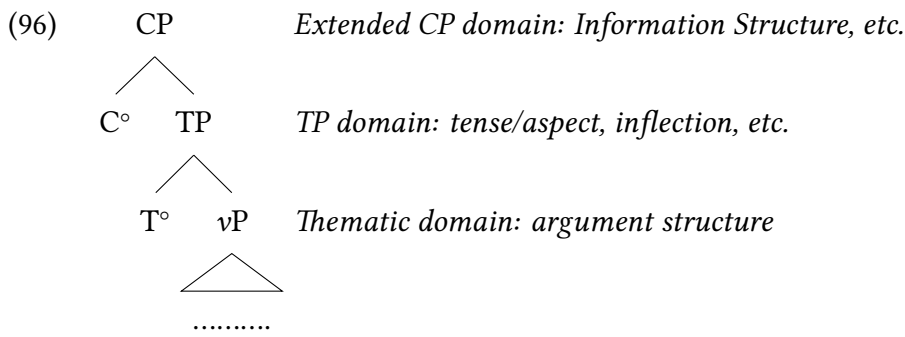 (96) CP Extended CP domain: Information Structure, etc.
C° TP TP domain: tense/aspect, inflection, etc.
T° vP Thematic domain: argument structure
..........